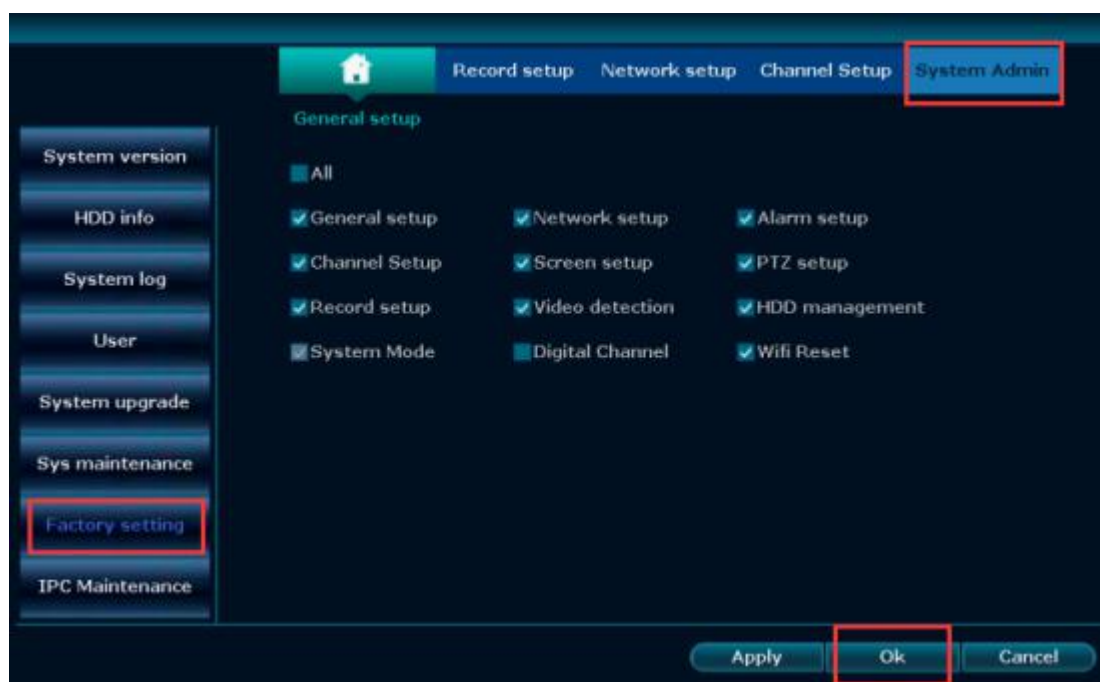 Record setup Network setup Channel Setup System Admin
General setup
System version
HDD info
System log
User
System upgrade
Sys maintenance
Factory setting
IPC Maintenance
All
General setup Network setup Alarm setup
Channel Setup Screen setup PTZ setup
Record setup Video detection HDD management
System Mode Digital Channel Wifi Reset
Apply Ok Cancel